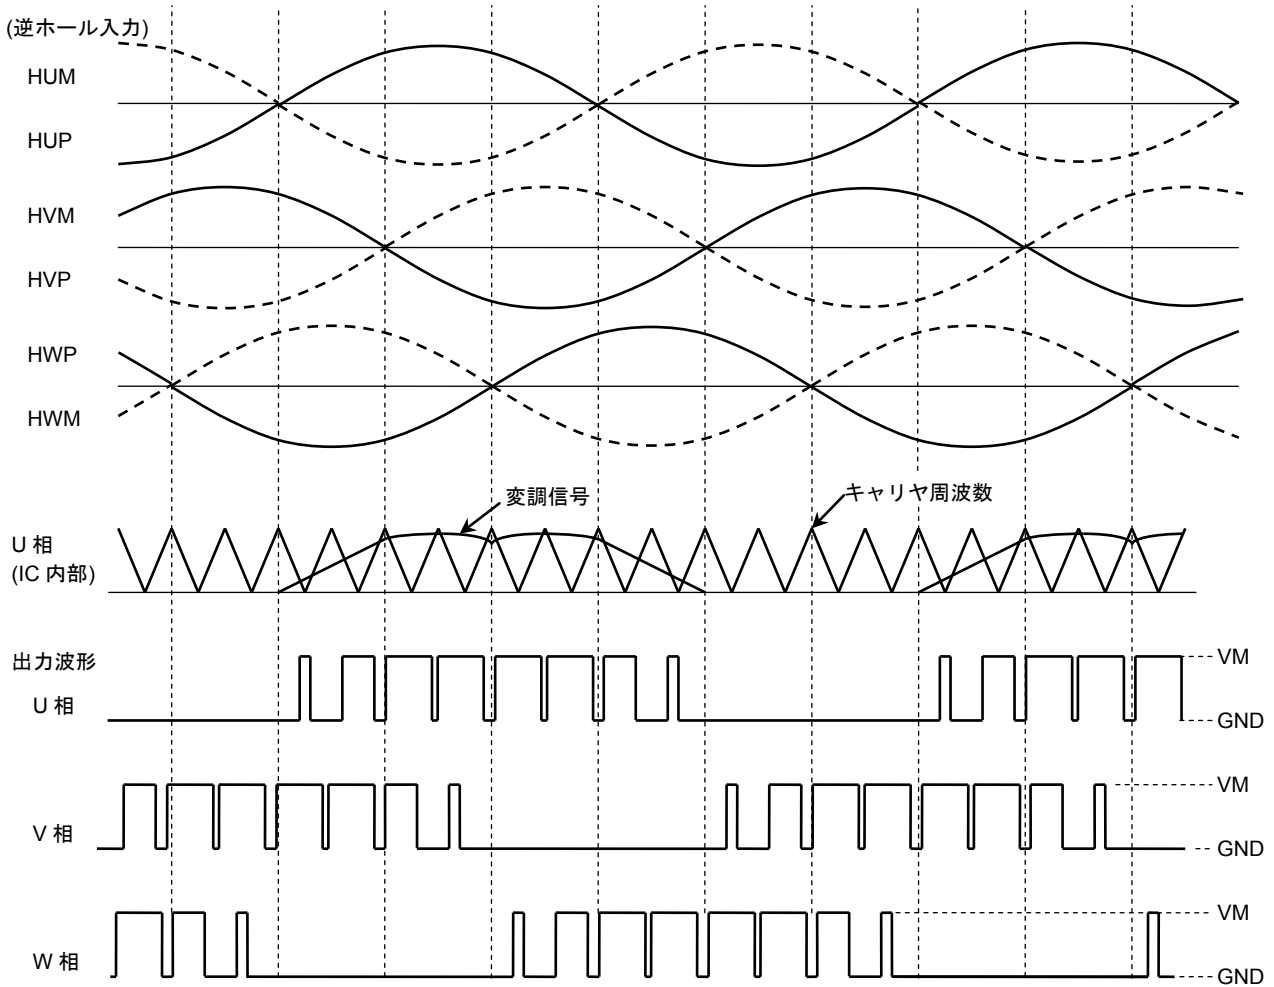 (逆ホール入力)
HUM
HUP
HVM
HVP
HWP
HWM
変調信号
キャリヤ周波数
U 相
(IC 内部)
出力波形
VM
U 相
GND
VM
V 相
GND
VM
W 相
GND